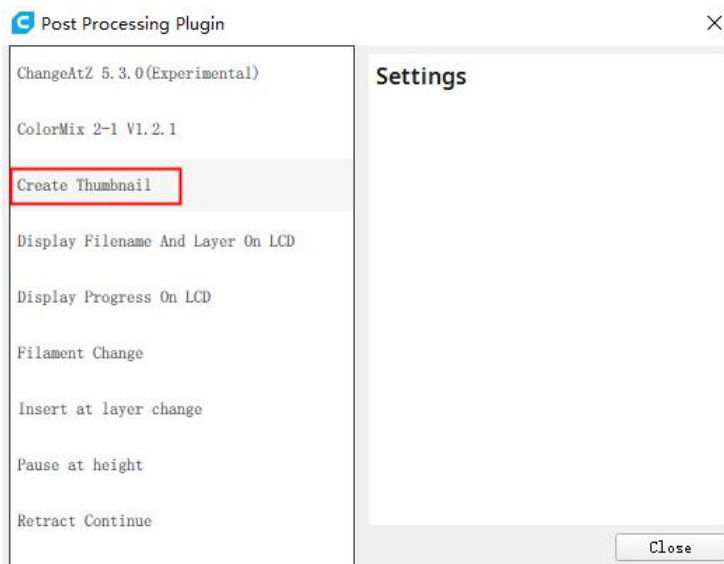 Post Processing Plugin
ChangeAtZ 5.3.0(Experimental)
ColorMix 2-1 V1.2.1
Create Thumbnail
Display Filename And Layer On LCD
Display Progress On LCD
Filament Change
Insert at layer change
Pause at height
Retract Continue
Settings
Close